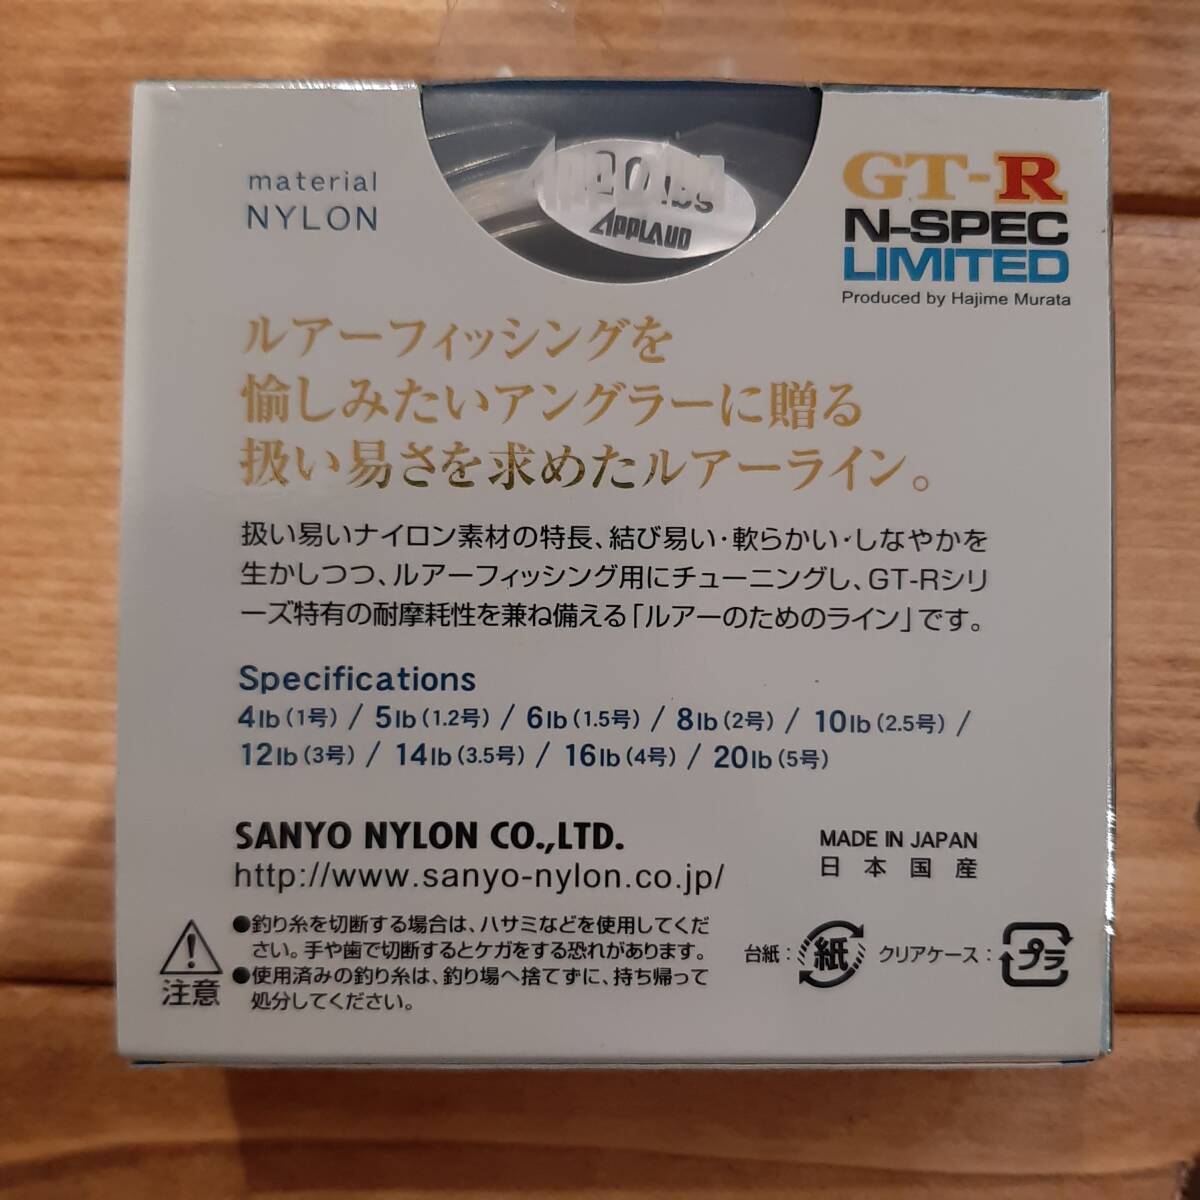 material
NYLON
APPLAUD
GT-R
N-SPEC
LIMITED
Produced by Hajime Murata
ルアーフィッシングを
愉しみたいアングラーに贈る
扱い易さを求めたルアーライン。
扱い易いナイロン素材の特長、結び易い・軟らかい・しなやかを
生かしつつ、ルアーフィッシング用にチューニングし、GT-Rシリ
ーズ特有の耐摩耗性を兼ね備える「ルアーのためのライン」です。
Specifications
4lb(1号) / 5lb(1.2号) / 6lb(1.5号) / 8lb(2号) / 10lb(2.5号) /
12lb(3号) / 14lb(3.5号) / 16lb(4号) / 20lb(5号)
SANYO NYLON CO.,LTD.
http://www.sanyo-nylon.co.jp/
MADE IN JAPAN
日本国産
注意
●釣り糸を切断する場合は、ハサミなどを使用してくだ
さい。手や歯で切断するとケガをする恐れがあります。
●使用済みの釣り糸は、釣り場へ捨てずに、持ち帰って
処分してください。
台紙： 紙 クリアケース： プラ